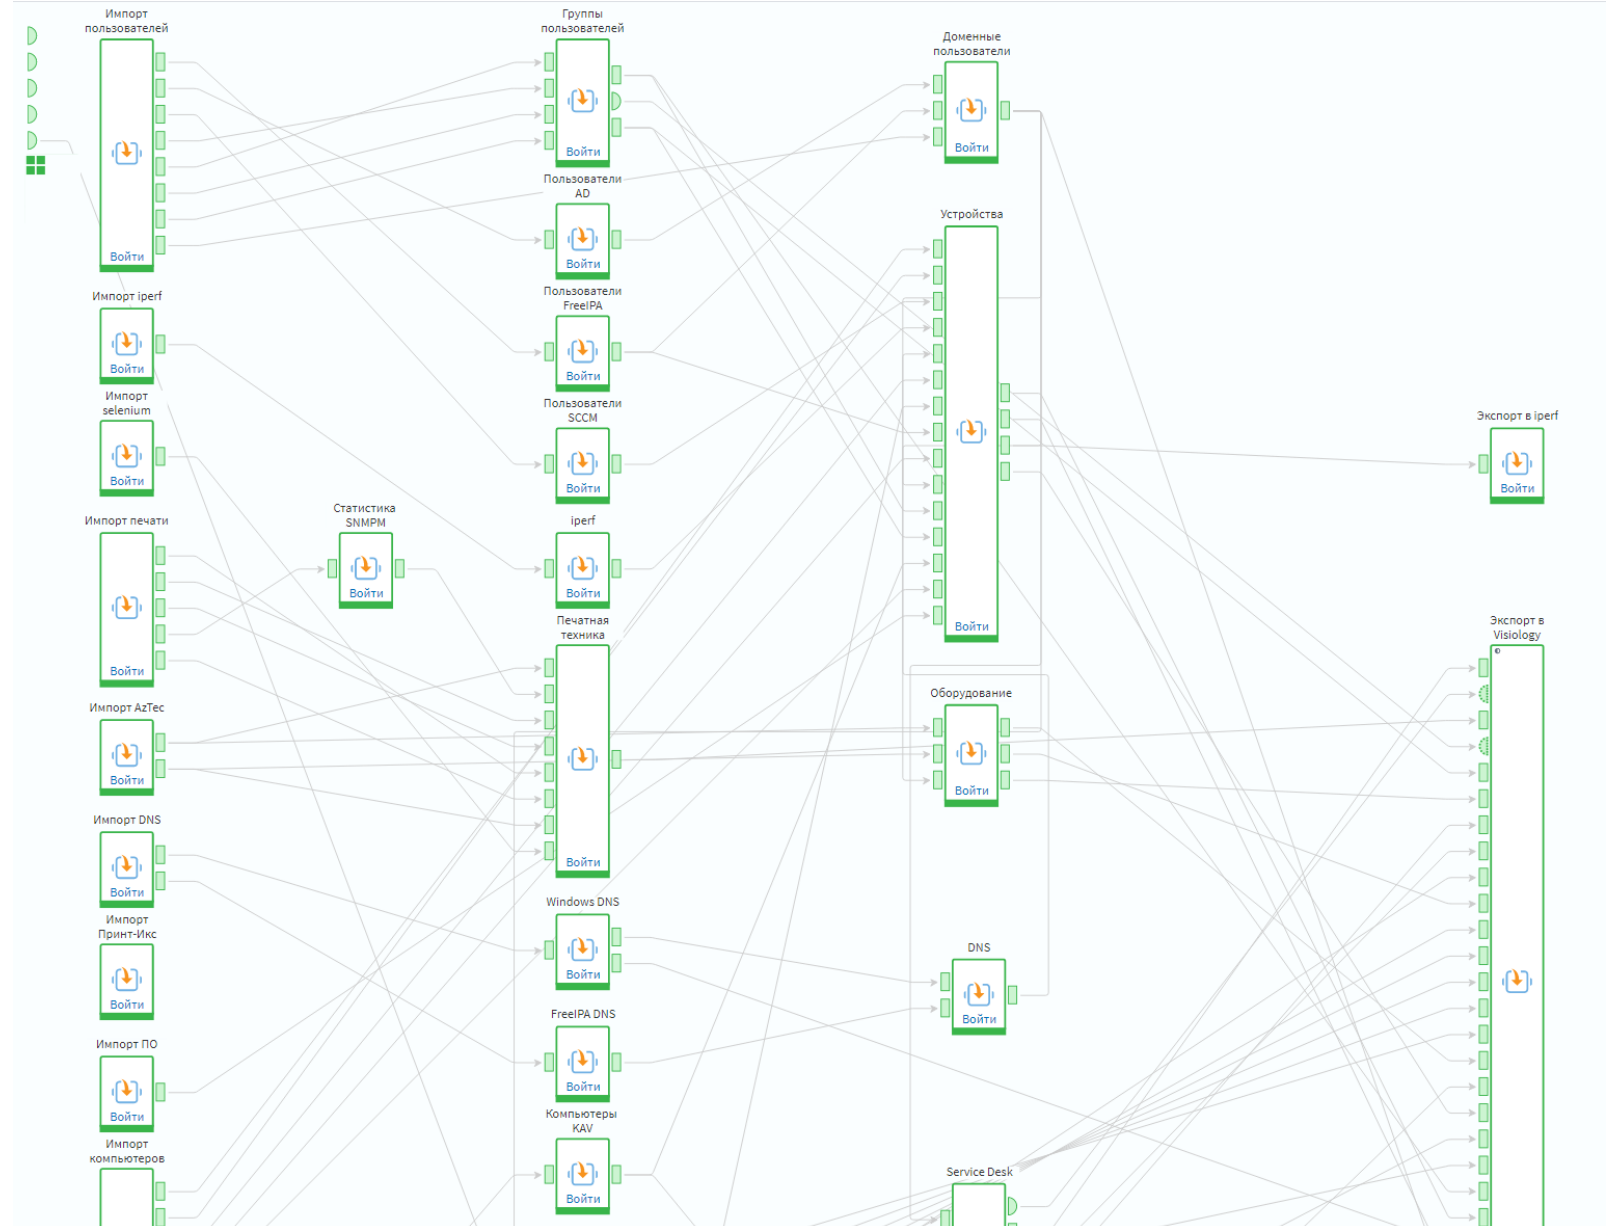 Импорт
пользователей
Войти
Импорт iperf
Войти
Импорт
selenium
Войти
Импорт печати
Войти
Импорт AzTec
Войти
Импорт DNS
Войти
Импорт
Принт-Икс
Войти
Импорт ПО
Войти
Импорт
компьютеров
Статистика
SNMPM
Войти
Группы
пользователей
Войти
Пользователи
AD
Войти
Пользователи
FreeIPA
Войти
Пользователи
SCCM
Войти
iperf
Войти
Печатная
техника
Войти
Windows DNS
Войти
FreeIPA DNS
Войти
Компьютеры
KAV
Войти
Доменные
пользователи
Войти
Устройства
Войти
Оборудование
Войти
DNS
Войти
Service Desk
Экспорт в iperf
Войти
Экспорт в
Visiology